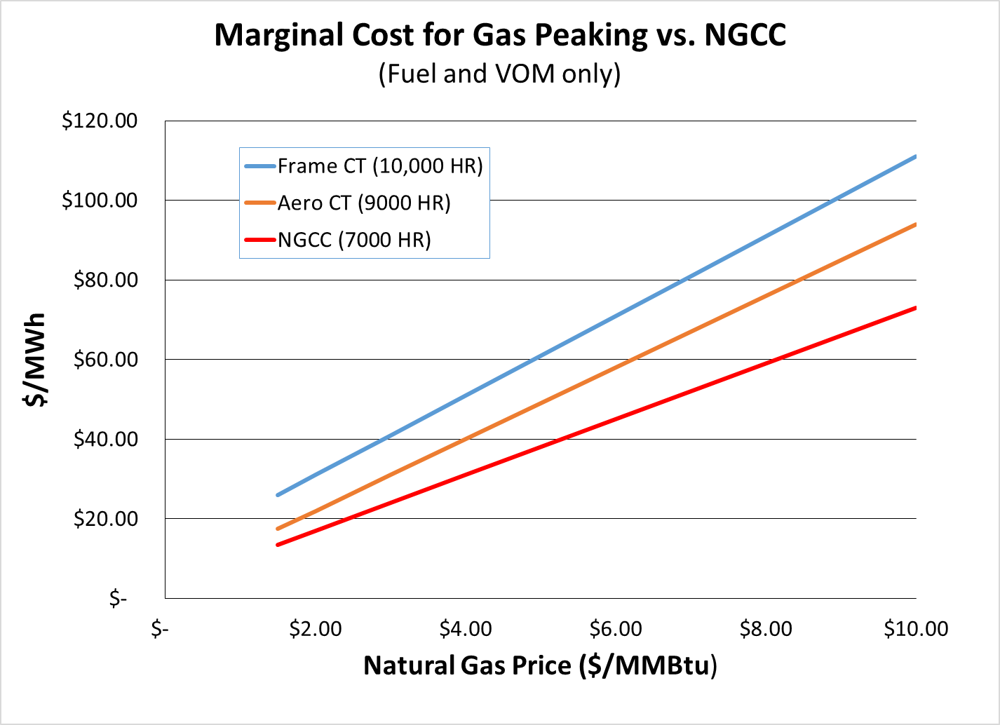 Marginal Cost for Gas Peaking vs. NGCC
(Fuel and VOM only)
$120.00
$100.00
$80.00
$60.00
$40.00
$20.00
$-
$/MWh
Frame CT (10,000 HR)
Aero CT (9000 HR)
NGCC (7000 HR)
$- $2.00 $4.00 $6.00 $8.00 $10.00
Natural Gas Price ($/MMBtu)